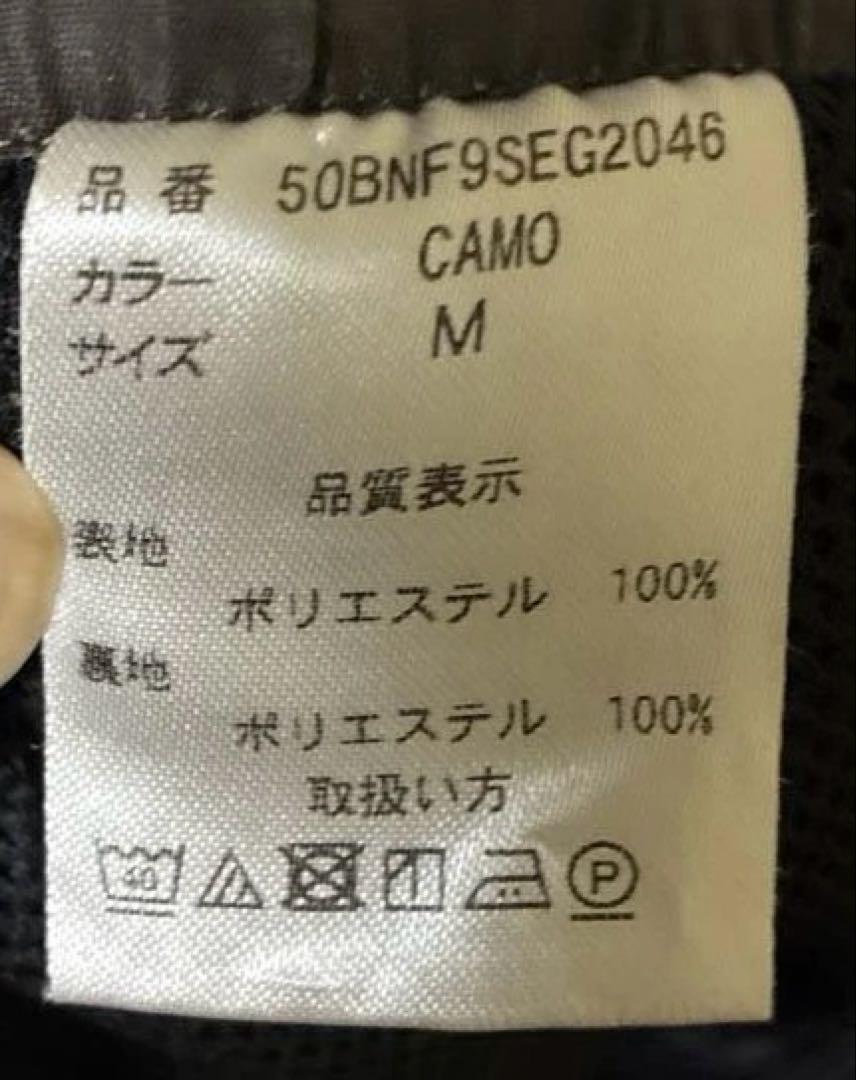 品番 50BNF9SEG2046
カラー CAMO
サイズ M
品質表示
表地
ポリエステル 100%
裏地
ポリエステル 100%
取扱い方
40 P